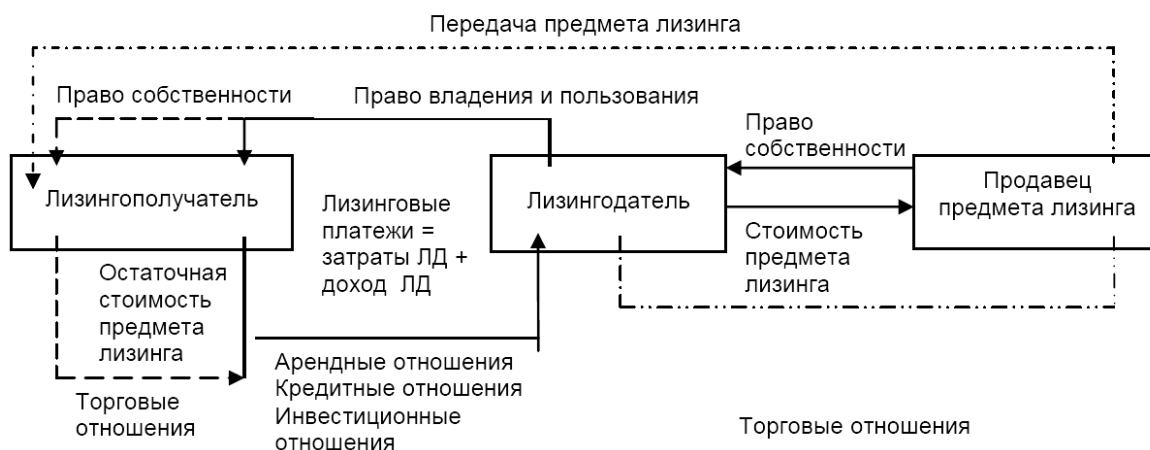 Передача предмета лизинга
Право собственности
Право владения и пользования
Право
собственности
Лизингополучатель
Лизингодатель
Продавец
предмета лизинга
Лизинговые
платежи =
затраты ЛД +
доход ЛД
Стоимость
предмета
лизинга
Остаточная
стоимость
предмета
лизинга
Арендные отношения
Кредитные отношения
Инвестиционные
отношения
Торговые
отношения
Торговые отношения